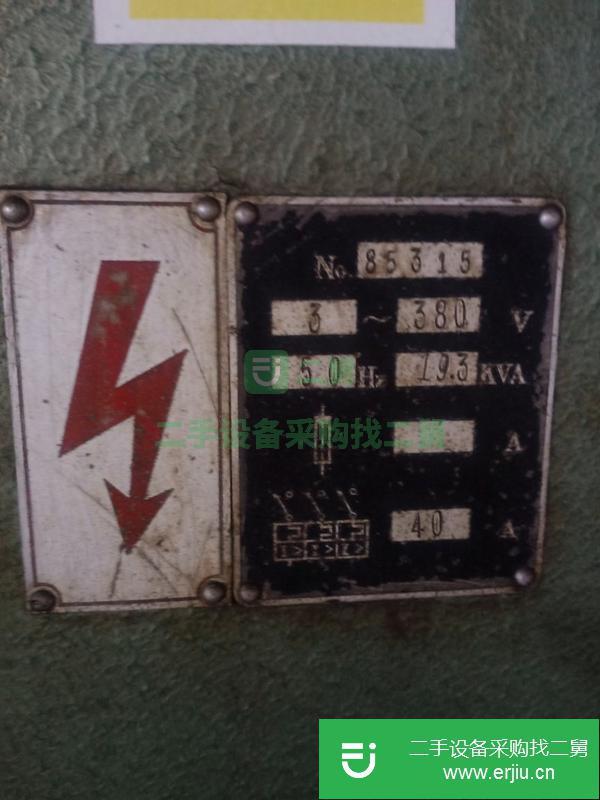 No. 85315
3 ~ 380 V
50 Hz 19.3 KVA
A
40 A
I> I> I>
二手设备采购找二舅
二手设备采购找二舅
www.erjiu.cn